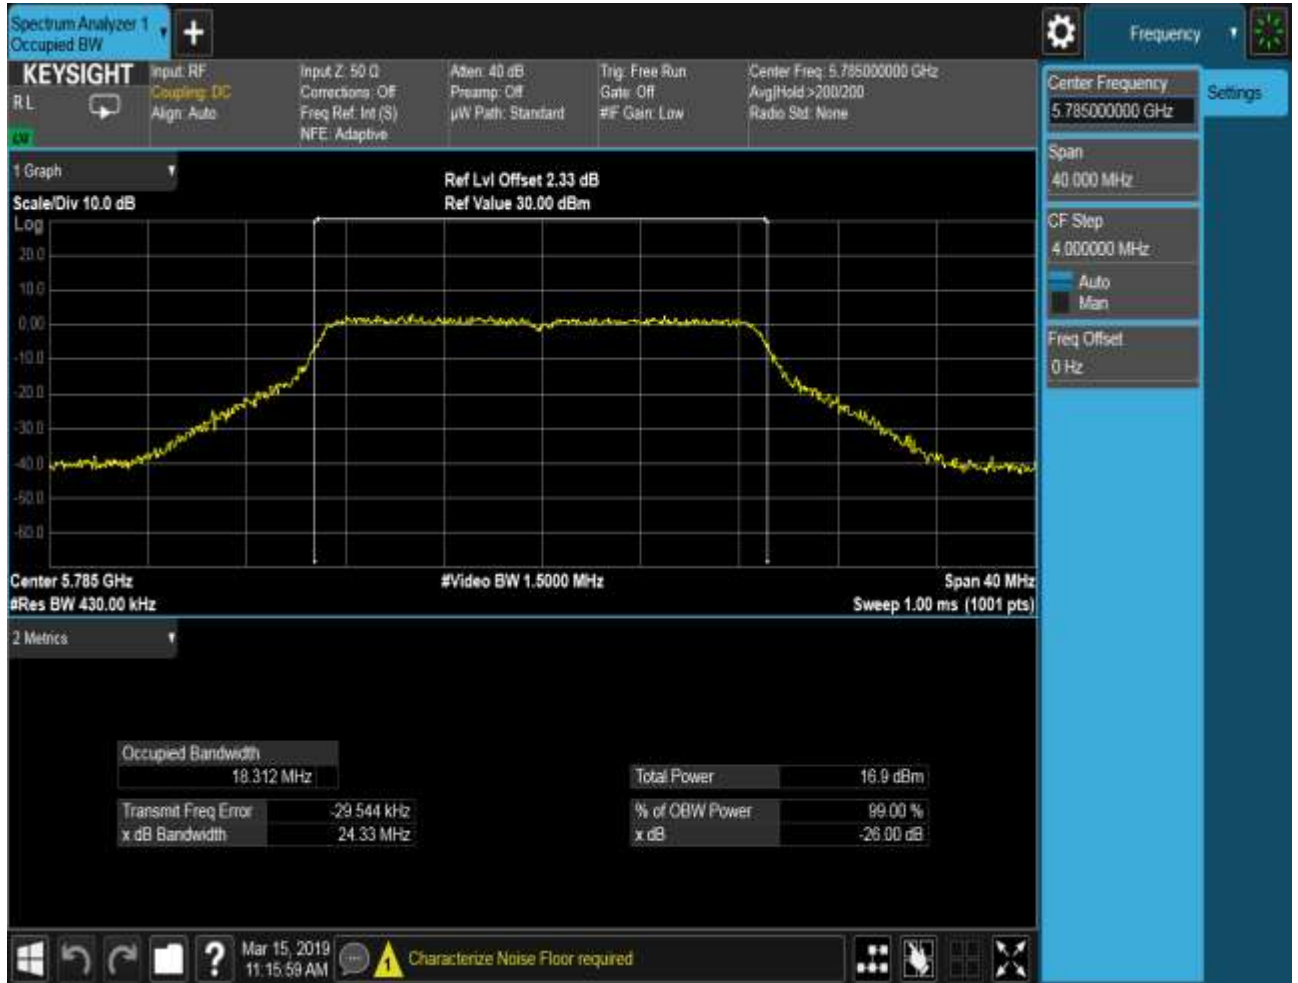 Spectrum Analyzer 1
Occupied BW
Frequency
KEYSIGHT
RL
Input: RF
Coupling: DC
Align: Auto
Input Z: 50 Ω
Corrections: Off
Freq Ref: Int (S)
NFE: Adaptive
Atten: 40 dB
Preamp: Off
µW Path: Standard
Trig: Free Run
Gate: Off
#IF Gain: Low
Center Freq: 5.785000000 GHz
Avg|Hold:>200/200
Radio Std: None
Center Frequency
5.785000000 GHz
Settings
Span
40.000 MHz
CF Step
4.000000 MHz
Auto
Man
Freq Offset
0 Hz
1 Graph
Scale/Div 10.0 dB
Ref Lvl Offset 2.33 dB
Ref Value 30.00 dBm
Log
20.0
10.0
0.00
-10.0
-20.0
-30.0
-40.0
-50.0
-60.0
Center 5.785 GHz
#Video BW 1.5000 MHz
Span 40 MHz
#Res BW 430.00 kHz
Sweep 1.00 ms (1001 pts)
2 Metrics
Occupied Bandwidth
18.312 MHz
Total Power 16.9 dBm
Transmit Freq Error -29.544 kHz
% of OBW Power 99.00 %
x dB Bandwidth 24.33 MHz
x dB -26.00 dB
?
Mar 15, 2019
11:15:59 AM
1
Characterize Noise Floor required